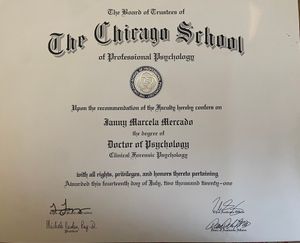 The Board of Trustees of
The Chicago School
of Professional Psychology
Upon the recommendation of the Faculty hereby confers on
Ianny Marcela Mercado
the degree of
Doctor of Psychology
Clinical Forensic Psychology
with all rights, privileges, and honors thereto pertaining
Awarded this fourteenth day of July, two thousand twenty-one